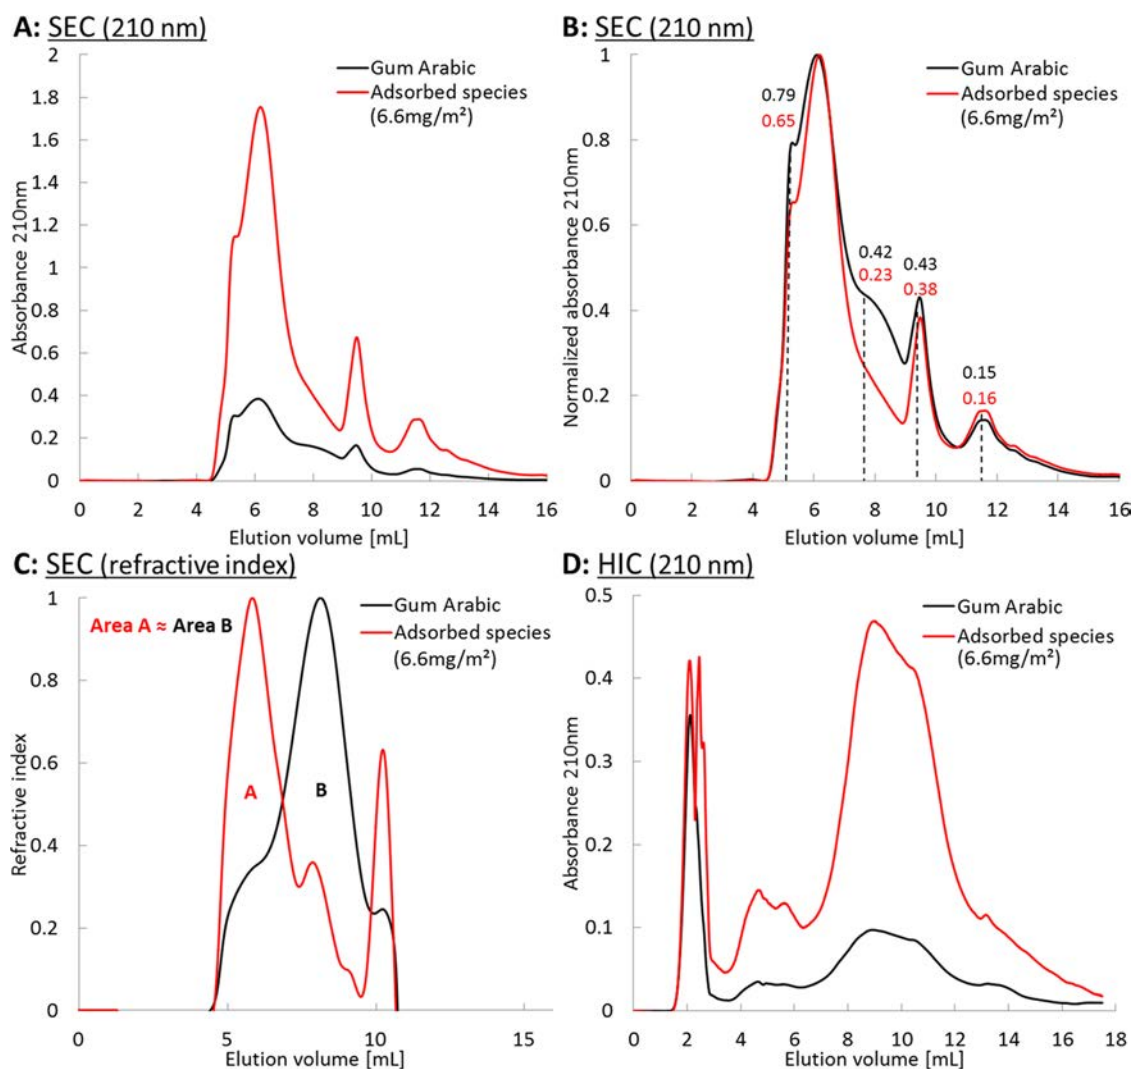 A: SEC (210 nm)
Gum Arabic
Adsorbed species
(6.6mg/m²)
Absorbance 210nm
2
1.8
1.6
1.4
1.2
1
0.8
0.6
0.4
0.2
0
0 2 4 6 8 10 12 14 16
Elution volume [mL]
B: SEC (210 nm)
Gum Arabic
Adsorbed species
(6.6mg/m²)
Normalized absorbance 210nm
1
0.8
0.6
0.4
0.2
0
0.79
0.65
0.42
0.23
0.43
0.38
0.15
0.16
0 2 4 6 8 10 12 14 16
Elution volume [mL]
C: SEC (refractive index)
Area A ≈ Area B
Gum Arabic
Adsorbed species
(6.6mg/m²)
Refractive index
1
0.8
0.6
0.4
0.2
0
A
B
0 5 10 15
Elution volume [mL]
D: HIC (210 nm)
Gum Arabic
Adsorbed species
(6.6mg/m²)
Absorbance 210nm
0.5
0.4
0.3
0.2
0.1
0
0 2 4 6 8 10 12 14 16 18
Elution volume [mL]